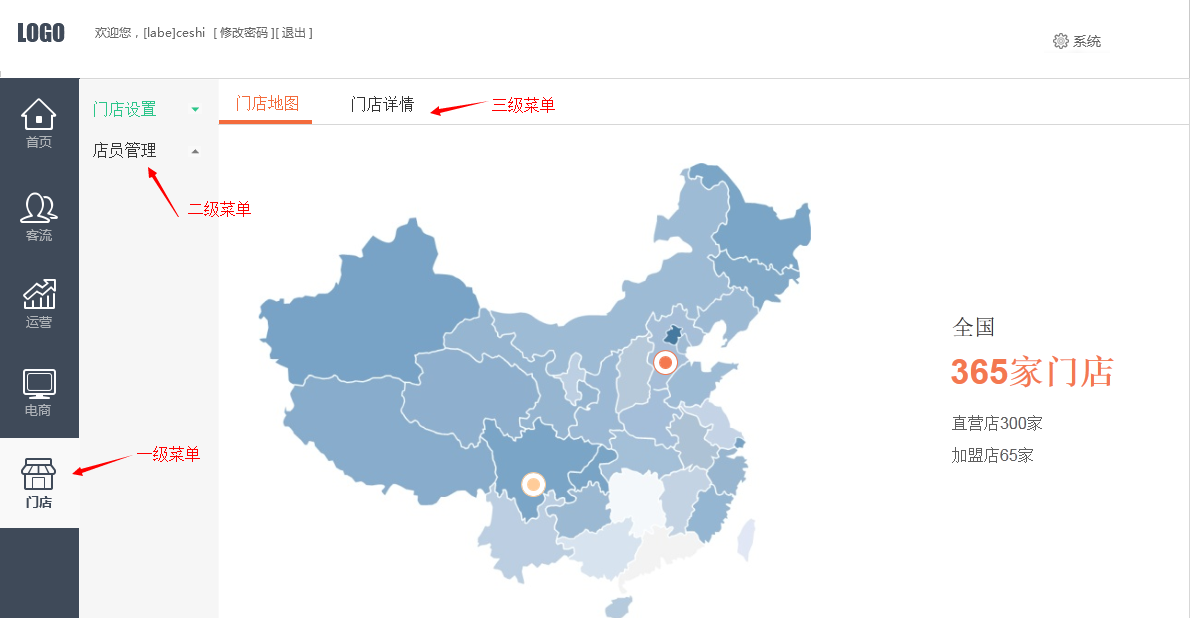 LOGO
欢迎您，[labe]ceshi [ 修改密码 ][ 退出 ]
系统
首页
客流
运营
电商
门店
门店设置
店员管理
二级菜单
一级菜单
门店地图
门店详情
三级菜单
全国
365家门店
直营店300家
加盟店65家